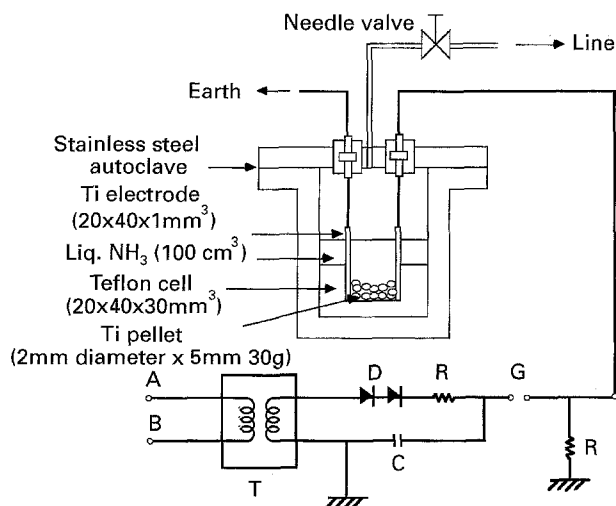 Needle valve
Line
Earth
Stainless steel
autoclave
Ti electrode
(20x40x1mm³)
Liq. NH₃ (100 cm³)
Teflon cell
(20x40x30mm³)
Ti pellet
(2mm diameter x 5mm 30g)
A
D
R
G
B
C
R
T